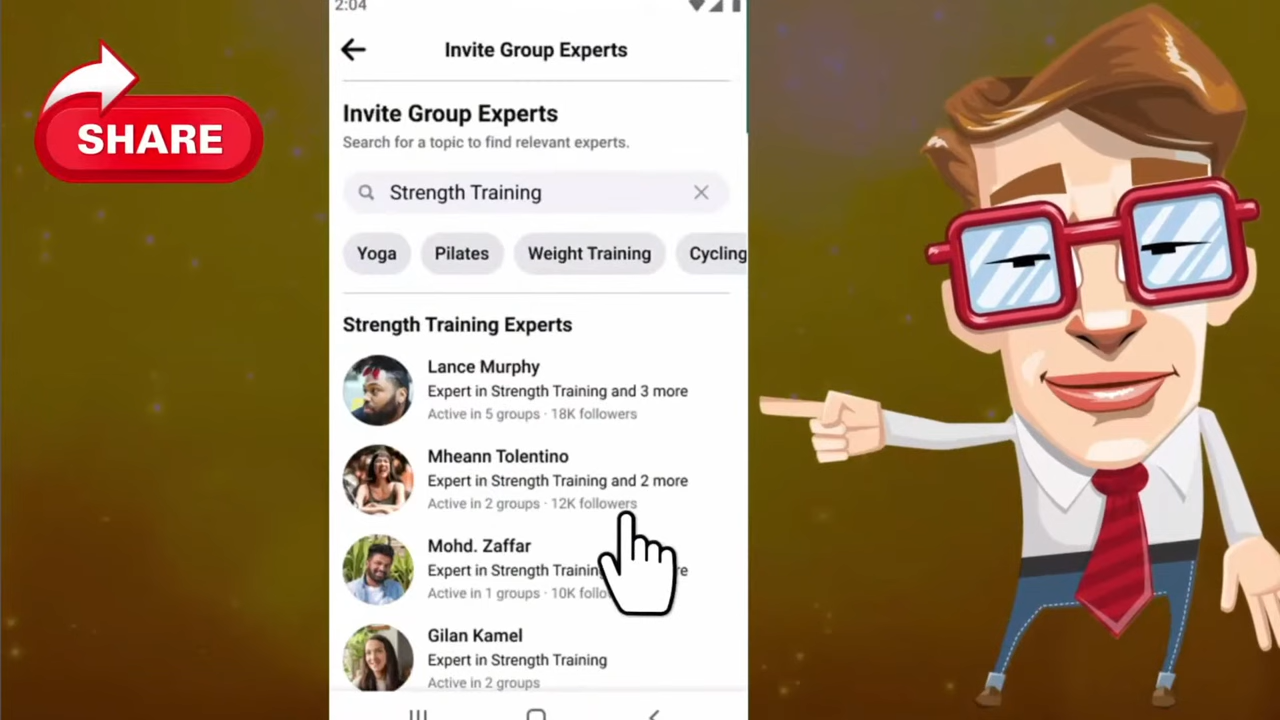 2:04
Invite Group Experts
SHARE
Invite Group Experts
Search for a topic to find relevant experts.
Strength Training
Yoga
Pilates
Weight Training
Cycling
Strength Training Experts
Lance Murphy
Expert in Strength Training and 3 more
Active in 5 groups · 18K followers
Mheann Tolentino
Expert in Strength Training and 2 more
Active in 2 groups · 12K followers
Mohd. Zaffar
Expert in Strength
Active in 1 groups · 10K
Gilan Kamel
Expert in Strength Training
Active in 2 groups